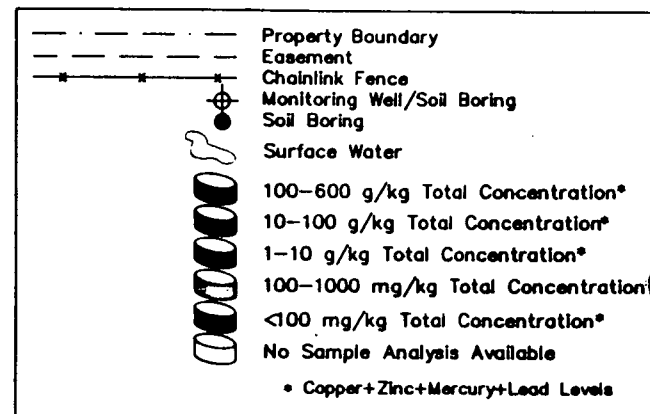 Property Boundary
Easement
Chainlink Fence
Monitoring Well/Soil Boring
Soil Boring
Surface Water
100-600 g/kg Total Concentration*
10-100 g/kg Total Concentration*
1-10 g/kg Total Concentration*
100-1000 mg/kg Total Concentration
<100 mg/kg Total Concentration*
No Sample Analysis Available
* Copper+Zinc+Mercury+Lead Levels